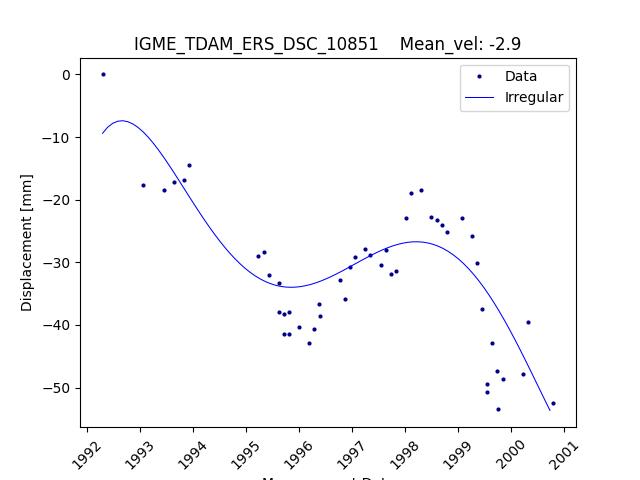 IGME_TDAM_ERS_DSC_10851 Mean_vel: -2.9
Data
Irregular
Displacement [mm]
0
−10
−20
−30
−40
−50
1992 1993 1994 1995 1996 1997 1998 1999 2000 2001